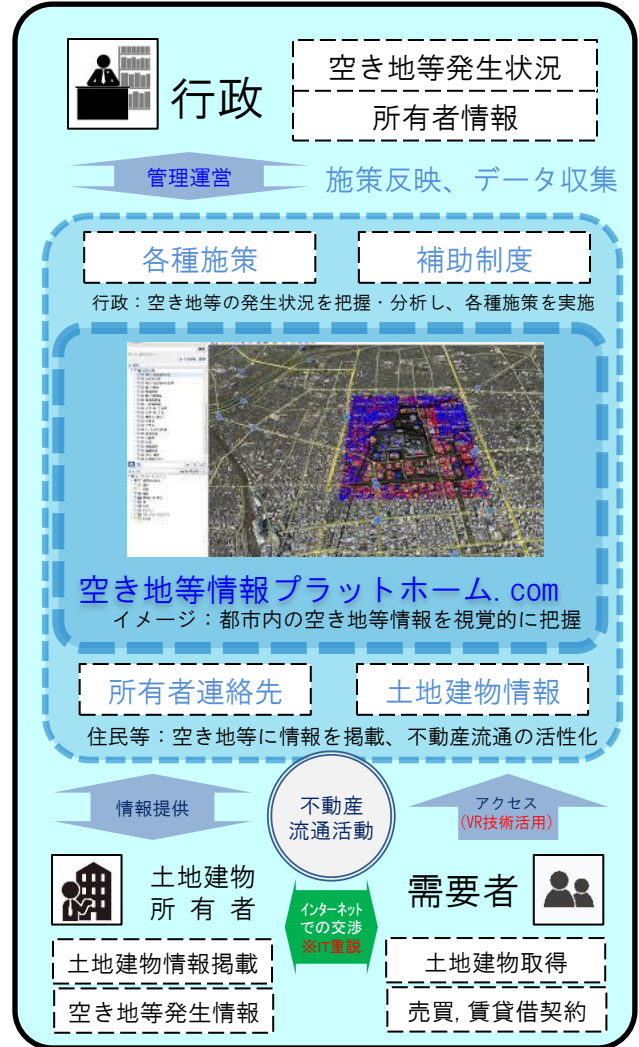 行政
空き地等発生状況
所有者情報
管理運営
施策反映、データ収集
各種施策
補助制度
行政：空き地等の発生状況を把握・分析し、各種施策を実施
空き地等情報プラットホーム.com
イメージ：都市内の空き地等情報を視覚的に把握
所有者連絡先
土地建物情報
住民等：空き地等に情報を掲載、不動産流通の活性化
情報提供
不動産
流通活動
アクセス
(VR技術活用)
土地建物
所有者
インターネット
での交渉
※IT重説
需要者
土地建物情報掲載
空き地等発生情報
土地建物取得
売買,賃貸借契約